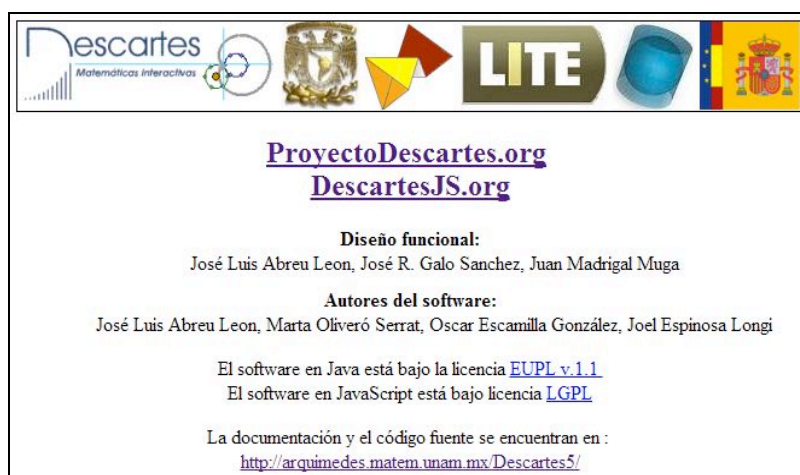 Descartes
Matemáticas Interactivas
LITE
ProyectoDescartes.org
DescartesJS.org
Diseño funcional:
José Luis Abreu Leon, José R. Galo Sanchez, Juan Madrigal Muga
Autores del software:
José Luis Abreu Leon, Marta Oliveró Serrat, Oscar Escamilla González, Joel Espinosa Longi
El software en Java está bajo la licencia EUPL v.1.1
El software en JavaScript está bajo licencia LGPL
La documentación y el código fuente se encuentran en :
http://arquimedes.matem.unam.mx/Descartes5/